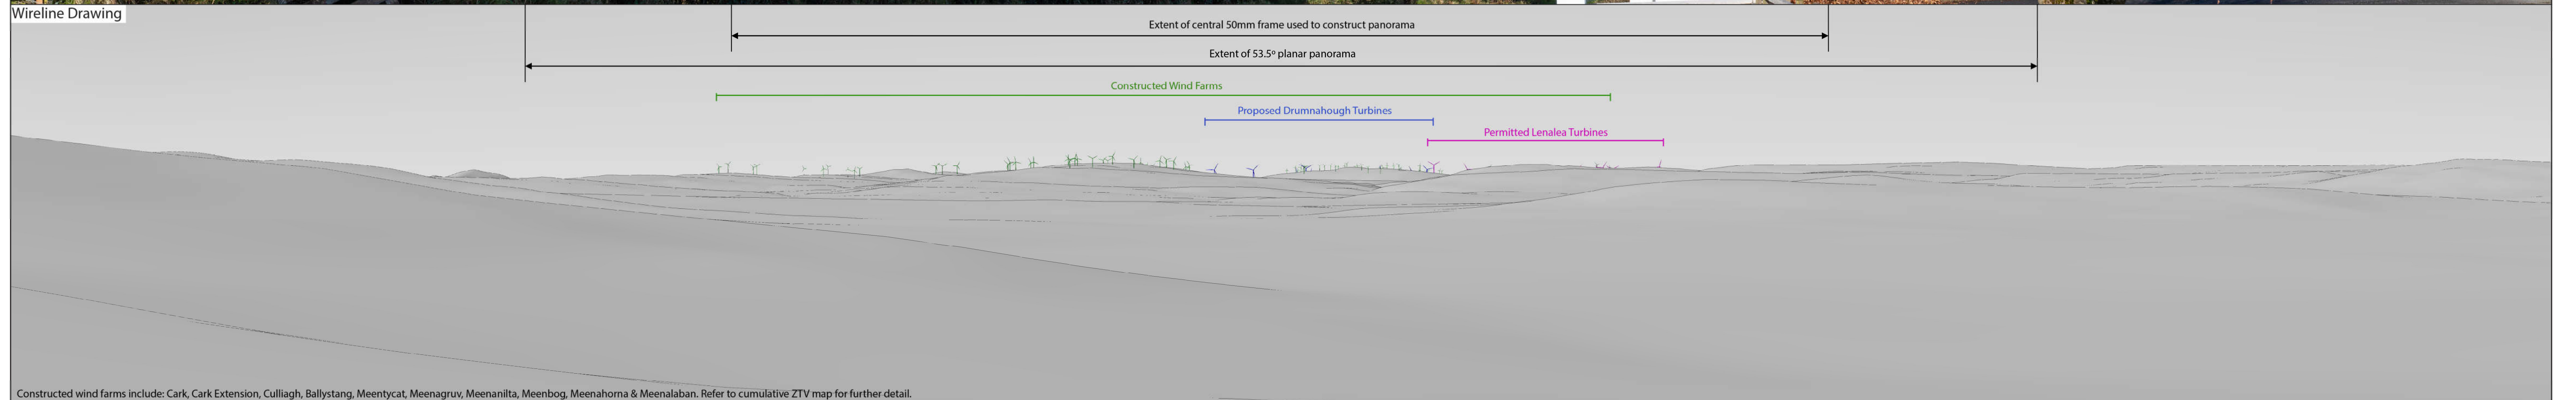 Wireline Drawing
Extent of central 50mm frame used to construct panorama
Extent of 53.5º planar panorama
Constructed Wind Farms
Proposed Drumnahough Turbines
Permitted Lenalea Turbines
Constructed wind farms include: Cark, Cark Extension, Culliagh, Ballystang, Meentycat, Meenagruv, Meenanilta, Meenbog, Meenahorna & Meenalaban. Refer to cumulative ZTV map for further detail.